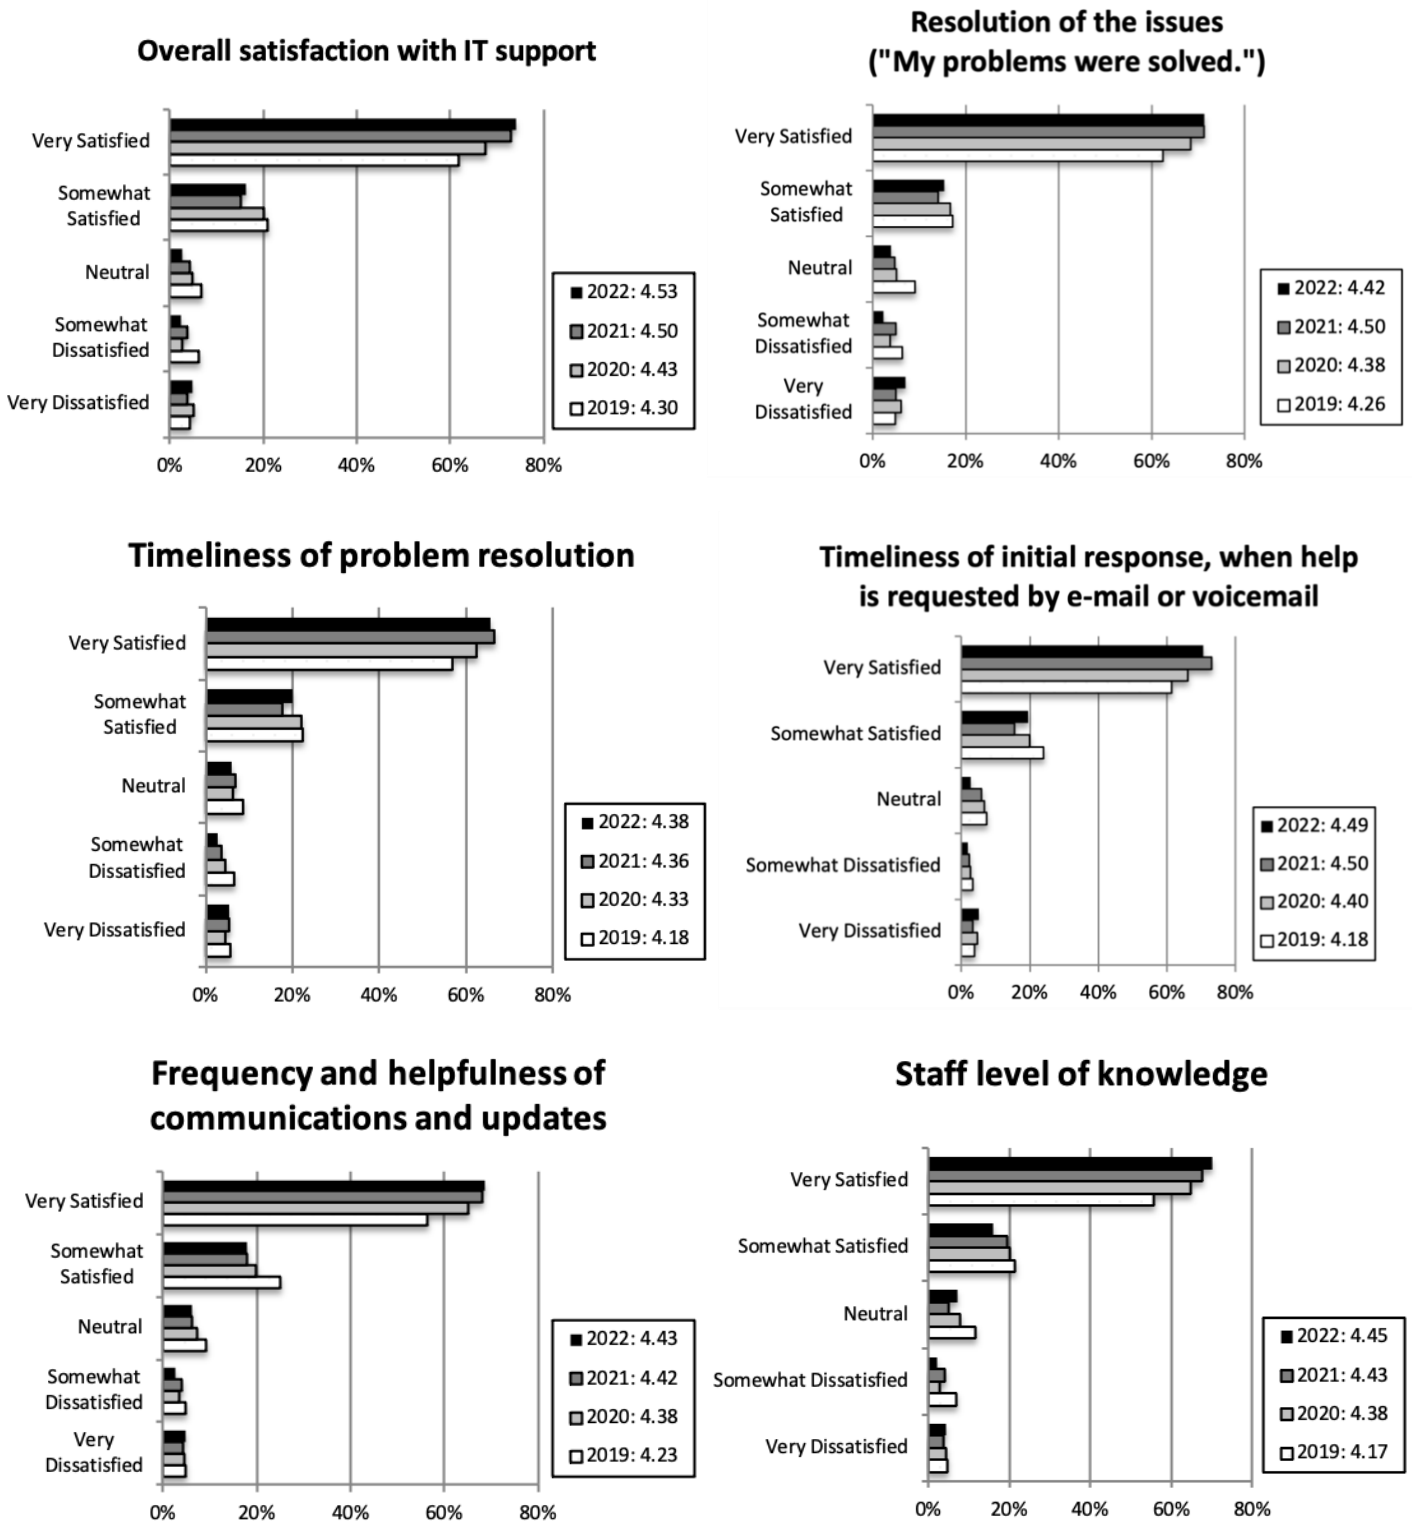 Overall satisfaction with IT support
Very Satisfied
Somewhat
Satisfied
Neutral
Somewhat
Dissatisfied
Very Dissatisfied
0% 20% 40% 60% 80%
2022: 4.53
2021: 4.50
2020: 4.43
2019: 4.30
Resolution of the issues
("My problems were solved.")
Very Satisfied
Somewhat
Satisfied
Neutral
Somewhat
Dissatisfied
Very
Dissatisfied
0% 20% 40% 60% 80%
2022: 4.42
2021: 4.50
2020: 4.38
2019: 4.26
Timeliness of problem resolution
Very Satisfied
Somewhat
Satisfied
Neutral
Somewhat
Dissatisfied
Very Dissatisfied
0% 20% 40% 60% 80%
2022: 4.38
2021: 4.36
2020: 4.33
2019: 4.18
Timeliness of initial response, when help
is requested by e-mail or voicemail
Very Satisfied
Somewhat Satisfied
Neutral
Somewhat Dissatisfied
Very Dissatisfied
0% 20% 40% 60% 80%
2022: 4.49
2021: 4.50
2020: 4.40
2019: 4.18
Frequency and helpfulness of
communications and updates
Very Satisfied
Somewhat
Satisfied
Neutral
Somewhat
Dissatisfied
Very
Dissatisfied
0% 20% 40% 60% 80%
2022: 4.43
2021: 4.42
2020: 4.38
2019: 4.23
Staff level of knowledge
Very Satisfied
Somewhat Satisfied
Neutral
Somewhat Dissatisfied
Very Dissatisfied
0% 20% 40% 60% 80%
2022: 4.45
2021: 4.43
2020: 4.38
2019: 4.17